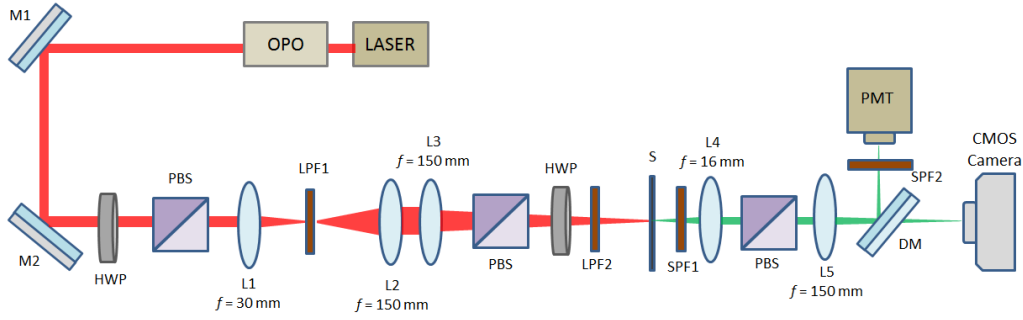 M1
OPO
LASER
M2
HWP
PBS
L1
f = 30 mm
LPF1
L2
f = 150 mm
L3
f = 150 mm
PBS
HWP
LPF2
S
SPF1
L4
f = 16 mm
PBS
L5
f = 150 mm
PMT
SPF2
DM
CMOS
Camera